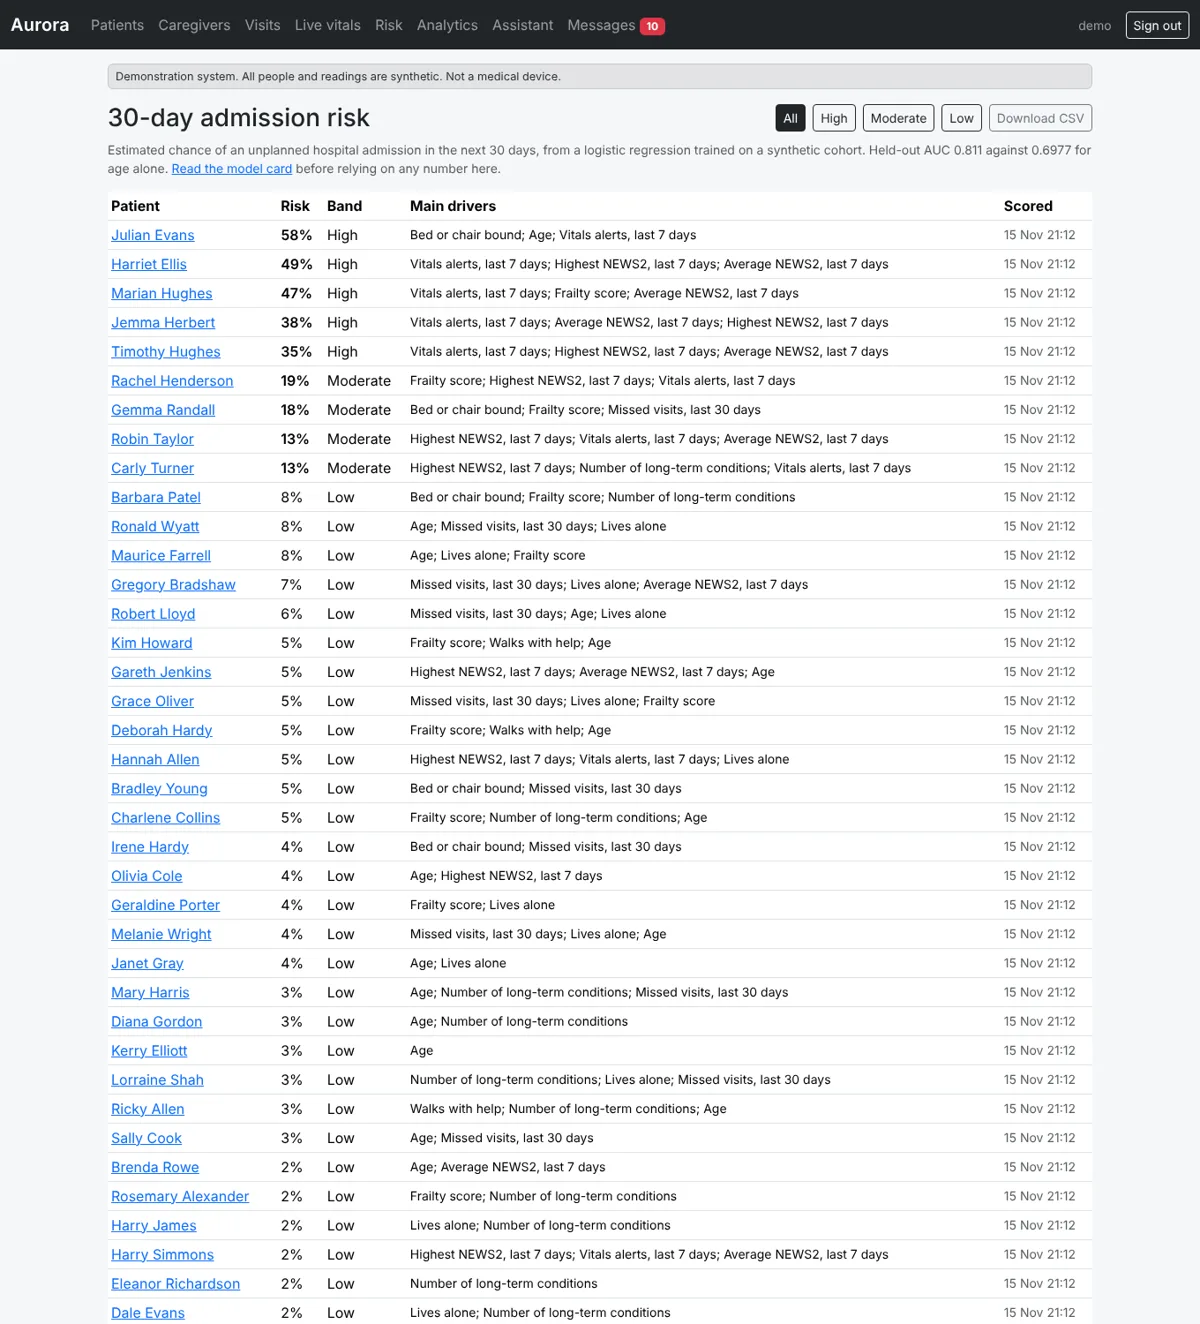 Aurora Patients Caregivers Visits Live vitals Risk Analytics Assistant Messages 10 demo Sign out
Demonstration system. All people and readings are synthetic. Not a medical device.
30-day admission risk All High Moderate Low Download CSV
Estimated chance of an unplanned hospital admission in the next 30 days, from a logistic regression trained on a synthetic cohort. Held-out AUC 0.811 against 0.6977 for
age alone. Read the model card before relying on any number here.
Patient Risk Band Main drivers Scored
Julian Evans 58% High Bed or chair bound; Age; Vitals alerts, last 7 days 15 Nov 21:12
Harriet Ellis 49% High Vitals alerts, last 7 days; Highest NEWS2, last 7 days; Average NEWS2, last 7 days 15 Nov 21:12
Marian Hughes 47% High Vitals alerts, last 7 days; Frailty score; Average NEWS2, last 7 days 15 Nov 21:12
Jemma Herbert 38% High Vitals alerts, last 7 days; Average NEWS2, last 7 days; Highest NEWS2, last 7 days 15 Nov 21:12
Timothy Hughes 35% High Vitals alerts, last 7 days; Highest NEWS2, last 7 days; Average NEWS2, last 7 days 15 Nov 21:12
Rachel Henderson 19% Moderate Frailty score; Highest NEWS2, last 7 days; Vitals alerts, last 7 days 15 Nov 21:12
Gemma Randall 18% Moderate Bed or chair bound; Frailty score; Missed visits, last 30 days 15 Nov 21:12
Robin Taylor 13% Moderate Highest NEWS2, last 7 days; Vitals alerts, last 7 days; Average NEWS2, last 7 days 15 Nov 21:12
Carly Turner 13% Moderate Highest NEWS2, last 7 days; Number of long-term conditions; Vitals alerts, last 7 days 15 Nov 21:12
Barbara Patel 8% Low Bed or chair bound; Frailty score; Number of long-term conditions 15 Nov 21:12
Ronald Wyatt 8% Low Age; Missed visits, last 30 days; Lives alone 15 Nov 21:12
Maurice Farrell 8% Low Age; Lives alone; Frailty score 15 Nov 21:12
Gregory Bradshaw 7% Low Missed visits, last 30 days; Lives alone; Average NEWS2, last 7 days 15 Nov 21:12
Robert Lloyd 6% Low Missed visits, last 30 days; Age; Lives alone 15 Nov 21:12
Kim Howard 5% Low Frailty score; Walks with help; Age 15 Nov 21:12
Gareth Jenkins 5% Low Highest NEWS2, last 7 days; Average NEWS2, last 7 days; Age 15 Nov 21:12
Grace Oliver 5% Low Missed visits, last 30 days; Lives alone; Frailty score 15 Nov 21:12
Deborah Hardy 5% Low Frailty score; Walks with help; Age 15 Nov 21:12
Hannah Allen 5% Low Highest NEWS2, last 7 days; Vitals alerts, last 7 days; Lives alone 15 Nov 21:12
Bradley Young 5% Low Bed or chair bound; Missed visits, last 30 days 15 Nov 21:12
Charlene Collins 5% Low Frailty score; Number of long-term conditions; Age 15 Nov 21:12
Irene Hardy 4% Low Bed or chair bound; Missed visits, last 30 days 15 Nov 21:12
Olivia Cole 4% Low Age; Highest NEWS2, last 7 days 15 Nov 21:12
Geraldine Porter 4% Low Frailty score; Lives alone 15 Nov 21:12
Melanie Wright 4% Low Missed visits, last 30 days; Lives alone; Age 15 Nov 21:12
Janet Gray 4% Low Age; Lives alone 15 Nov 21:12
Mary Harris 3% Low Age; Number of long-term conditions; Missed visits, last 30 days 15 Nov 21:12
Diana Gordon 3% Low Age; Number of long-term conditions 15 Nov 21:12
Kerry Elliott 3% Low Age 15 Nov 21:12
Lorraine Shah 3% Low Number of long-term conditions; Lives alone; Missed visits, last 30 days 15 Nov 21:12
Ricky Allen 3% Low Walks with help; Number of long-term conditions; Age 15 Nov 21:12
Sally Cook 3% Low Age; Missed visits, last 30 days 15 Nov 21:12
Brenda Rowe 2% Low Age; Average NEWS2, last 7 days 15 Nov 21:12
Rosemary Alexander 2% Low Frailty score; Number of long-term conditions 15 Nov 21:12
Harry James 2% Low Lives alone; Number of long-term conditions 15 Nov 21:12
Harry Simmons 2% Low Highest NEWS2, last 7 days; Vitals alerts, last 7 days; Average NEWS2, last 7 days 15 Nov 21:12
Eleanor Richardson 2% Low Number of long-term conditions 15 Nov 21:12
Dale Evans 2% Low Lives alone; Number of long-term conditions 15 Nov 21:12